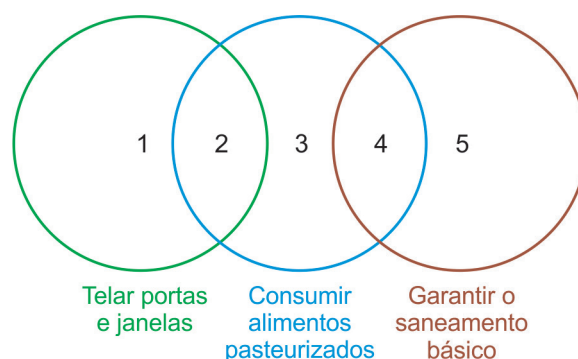 1 2 3 4 5
Telar portas
e janelas
Consumir
alimentos
pasteurizados
Garantir o
saneamento
básico